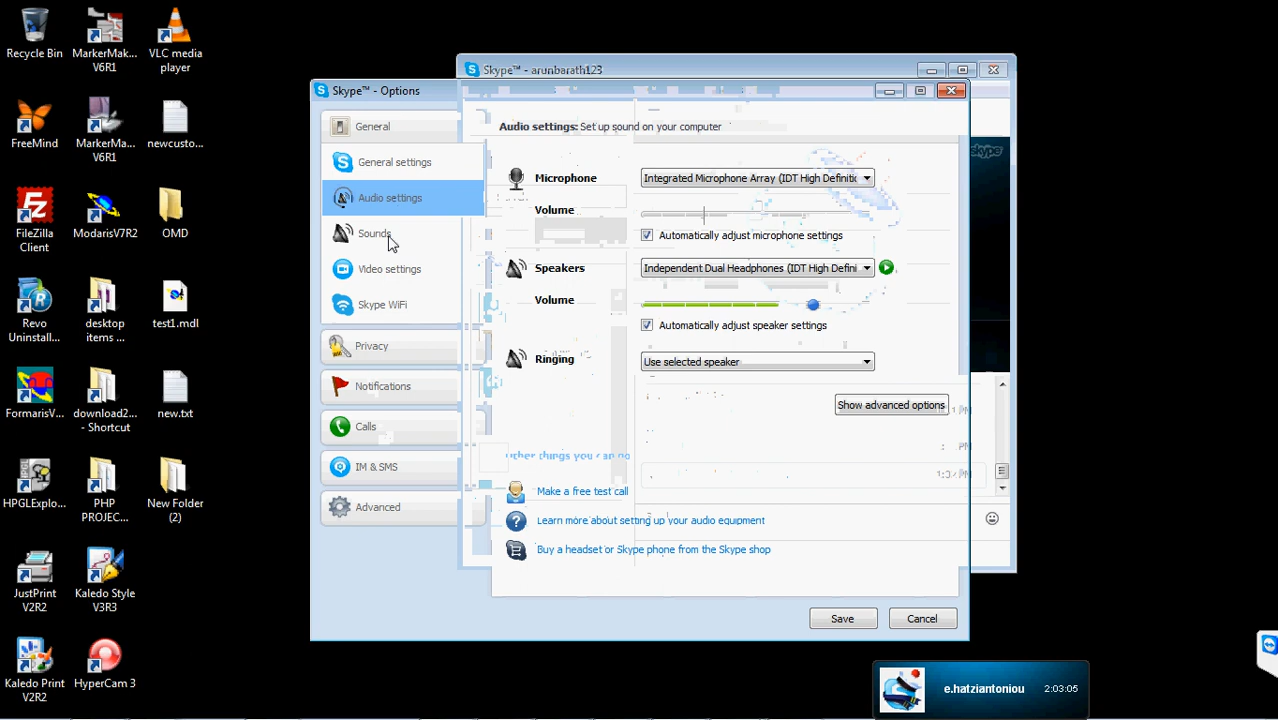 Recycle Bin
MarkerMak...
V6R1
VLC media
player
FreeMind
MarkerMa...
V6R1
newcusto...
FileZilla
Client
ModarisV7R2
OMD
Revo
Uninstall...
desktop
items ...
test1.mdl
FormarisV...
download2...
- Shortcut
new.txt
HPGLExplo...
PHP
PROJEC...
New Folder
(2)
JustPrint
V2R2
Kaledo Style
V3R3
Kaledo Print
V2R2
HyperCam 3
Skype™ - arunbarath123
Skype™ - Options
skype
General
General settings
Audio settings
Sounds
Video settings
Skype WiFi
Privacy
Notifications
Calls
IM & SMS
Advanced
Audio settings: Set up sound on your computer
Microphone
Integrated Microphone Array (IDT High Definitic
Volume
Automatically adjust microphone settings
Speakers
Independent Dual Headphones (IDT High Defini
Volume
Automatically adjust speaker settings
Ringing
Use selected speaker
Show advanced options
PM
Make a free test call
Learn more about setting up your audio equipment
Buy a headset or Skype phone from the Skype shop
Save
Cancel
e.hatziantoniou
2:03:05